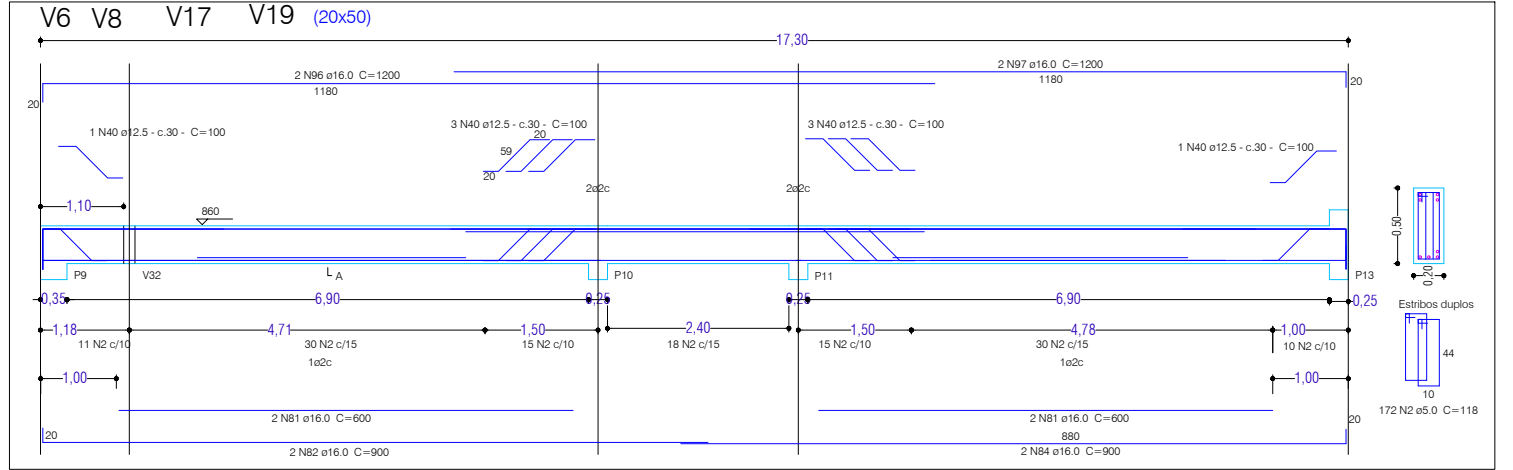 V6 V8 V17 V19 (20x50)
17,30
2 N96 ø16.0 C=1200
2 N97 ø16.0 C=1200
1180
1180
20
20
1 N40 ø12.5 - c.30 - C=100
3 N40 ø12.5 - c.30 - C=100
3 N40 ø12.5 - c.30 - C=100
1 N40 ø12.5 - c.30 - C=100
20
59
20
2ø2c
2ø2c
1,10
860
0,50
P9
V32
A
P10
P11
P13
0,20
0,35
6,90
0,25
0,25
6,90
0,25
Estribos duplos
1,18
4,71
1,50
2,40
1,50
4,78
1,00
11 N2 c/10
30 N2 c/15
15 N2 c/10
18 N2 c/15
15 N2 c/10
30 N2 c/15
10 N2 c/10
44
1ø2c
1ø2c
1,00
1,00
10
172 N2 ø5.0 C=118
2 N81 ø16.0 C=600
2 N81 ø16.0 C=600
20
20
880
2 N82 ø16.0 C=900
2 N84 ø16.0 C=900